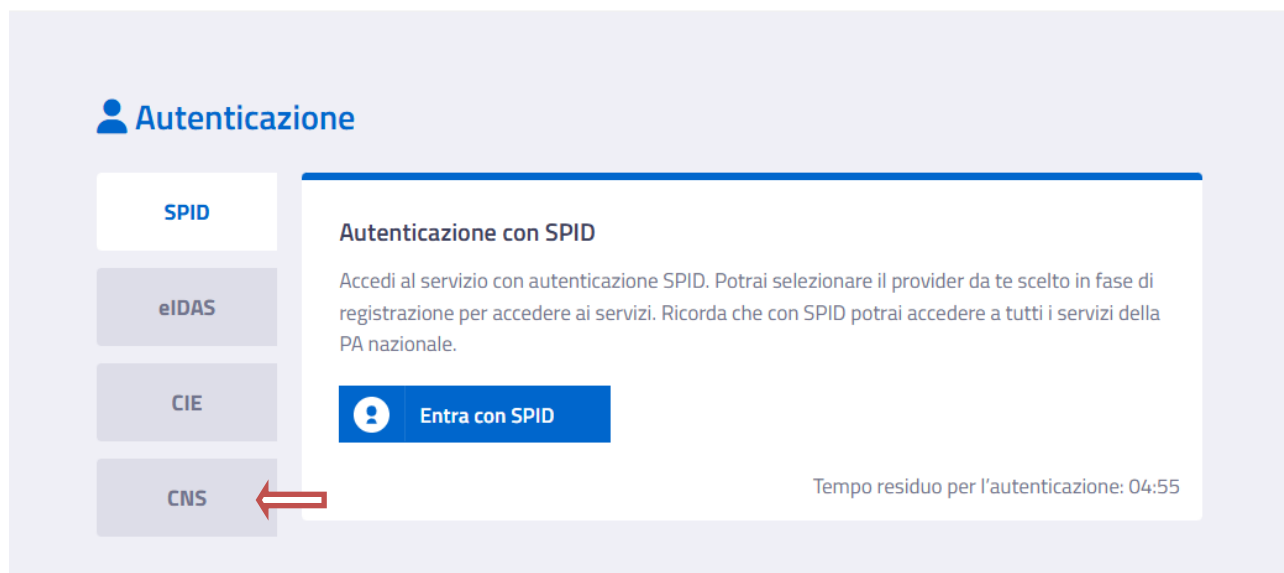 Autenticazione
SPID
eIDAS
CIE
CNS
Autenticazione con SPID
Accedi al servizio con autenticazione SPID. Potrai selezionare il provider da te scelto in fase di
registrazione per accedere ai servizi. Ricorda che con SPID potrai accedere a tutti i servizi della
PA nazionale.
Entra con SPID
Tempo residuo per l'autenticazione: 04:55